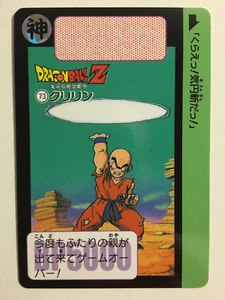 神
DRAGON BALL Z
73 クリリン
「くらえっ!気円斬だっ!」
今度もふたりの親が
出て来てゲームオー
バー!